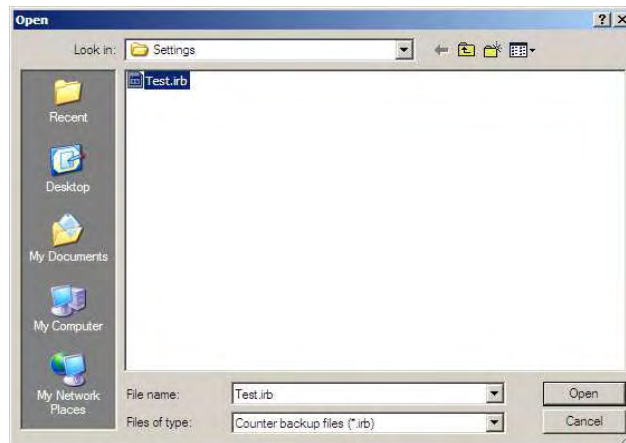 Open
Look in: Settings
Test.irb
Recent
Desktop
My Documents
My Computer
My Network
Places
File name: Test.irb Open
Files of type: Counter backup files (*.irb) Cancel